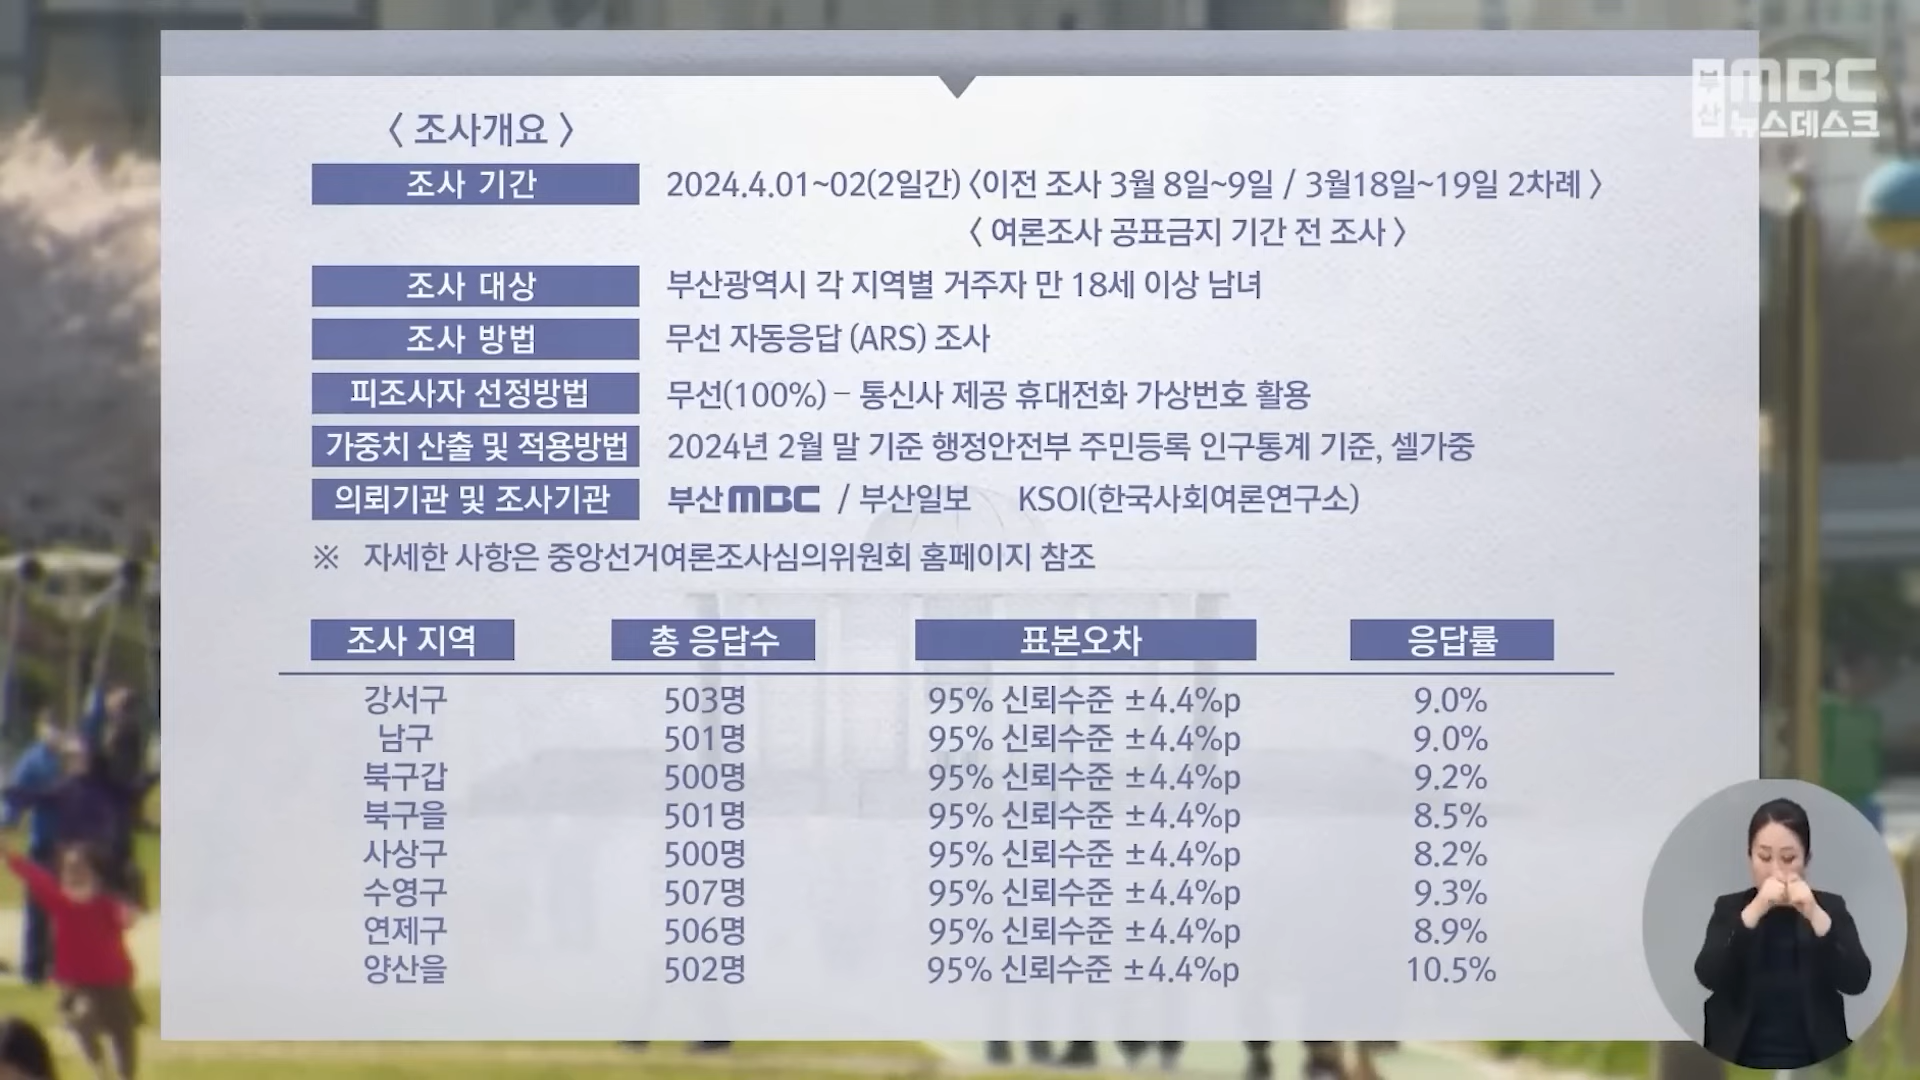 부산 MBC
뉴스데스크
〈 조사개요 〉
조사 기간 2024.4.01~02(2일간)〈이전 조사 3월 8일~9일 / 3월18일~19일 2차례 〉
〈 여론조사 공표금지 기간 전 조사 〉
조사 대상 부산광역시 각 지역별 거주자 만 18세 이상 남녀
조사 방법 무선 자동응답 (ARS) 조사
피조사자 선정방법 무선(100%) – 통신사 제공 휴대전화 가상번호 활용
가중치 산출 및 적용방법 2024년 2월 말 기준 행정안전부 주민등록 인구통계 기준, 셀가중
의뢰기관 및 조사기관 부산MBC / 부산일보 KSOI(한국사회여론연구소)
※ 자세한 사항은 중앙선거여론조사심의위원회 홈페이지 참조
조사 지역 총 응답수 표본오차 응답률
강서구 503명 95% 신뢰수준 ±4.4%p 9.0%
남구 501명 95% 신뢰수준 ±4.4%p 9.0%
북구갑 500명 95% 신뢰수준 ±4.4%p 9.2%
북구을 501명 95% 신뢰수준 ±4.4%p 8.5%
사상구 500명 95% 신뢰수준 ±4.4%p 8.2%
수영구 507명 95% 신뢰수준 ±4.4%p 9.3%
연제구 506명 95% 신뢰수준 ±4.4%p 8.9%
양산을 502명 95% 신뢰수준 ±4.4%p 10.5%